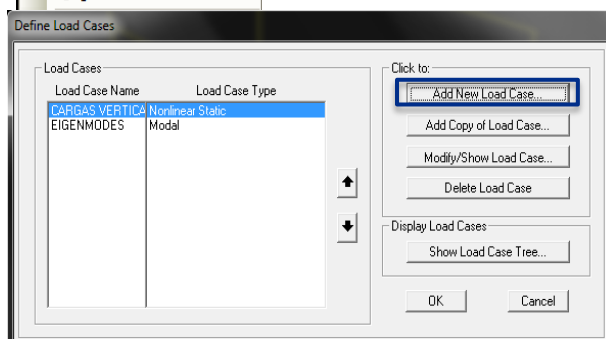 Define Load Cases
Load Cases
Load Case Name Load Case Type
CARGAS VERTICA Nonlinear Static
EIGENMODES Modal
Click to:
Add New Load Case...
Add Copy of Load Case...
Modify/Show Load Case...
Delete Load Case
Display Load Cases
Show Load Case Tree...
OK Cancel